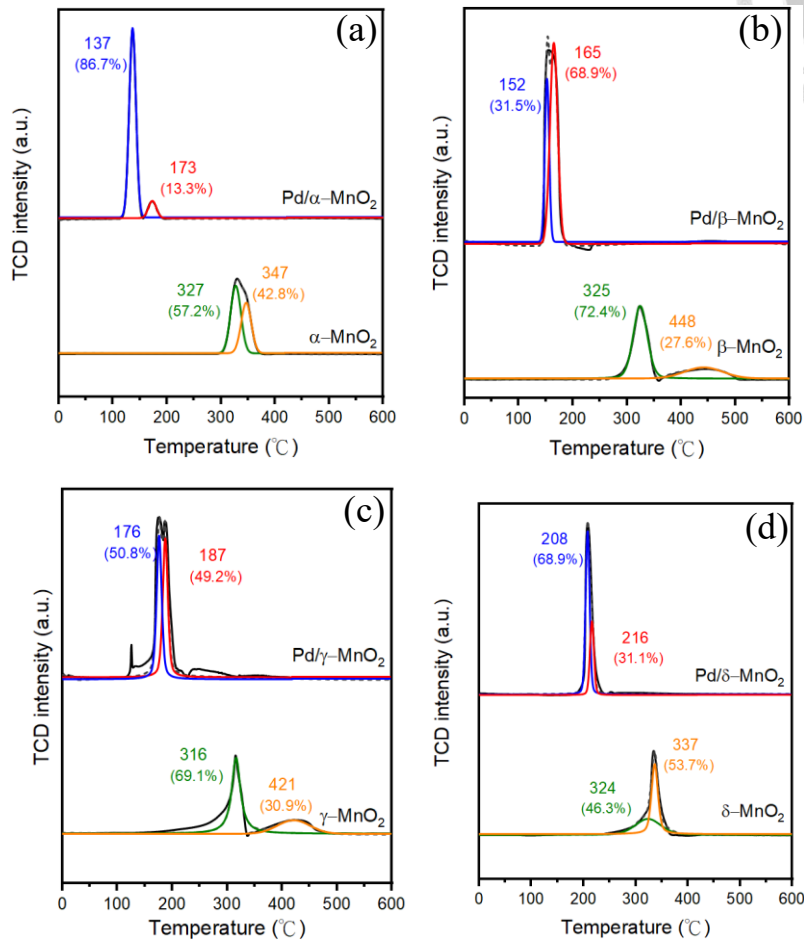 (a)
137
(86.7%)
173
(13.3%)
Pd/α–MnO₂
327
(57.2%)
347
(42.8%)
α–MnO₂
TCD intensity (a.u.)
0 100 200 300 400 500 600
Temperature (℃)
(b)
152
(31.5%)
165
(68.9%)
Pd/β–MnO₂
325
(72.4%)
448
(27.6%)
β–MnO₂
TCD intensity (a.u.)
0 100 200 300 400 500 600
Temperature (℃)
(c)
176
(50.8%)
187
(49.2%)
Pd/γ–MnO₂
316
(69.1%)
421
(30.9%)
γ–MnO₂
TCD intensity (a.u.)
0 100 200 300 400 500 600
Temperature (℃)
(d)
208
(68.9%)
216
(31.1%)
Pd/δ–MnO₂
324
(46.3%)
337
(53.7%)
δ–MnO₂
TCD intensity (a.u.)
0 100 200 300 400 500 600
Temperature (℃)